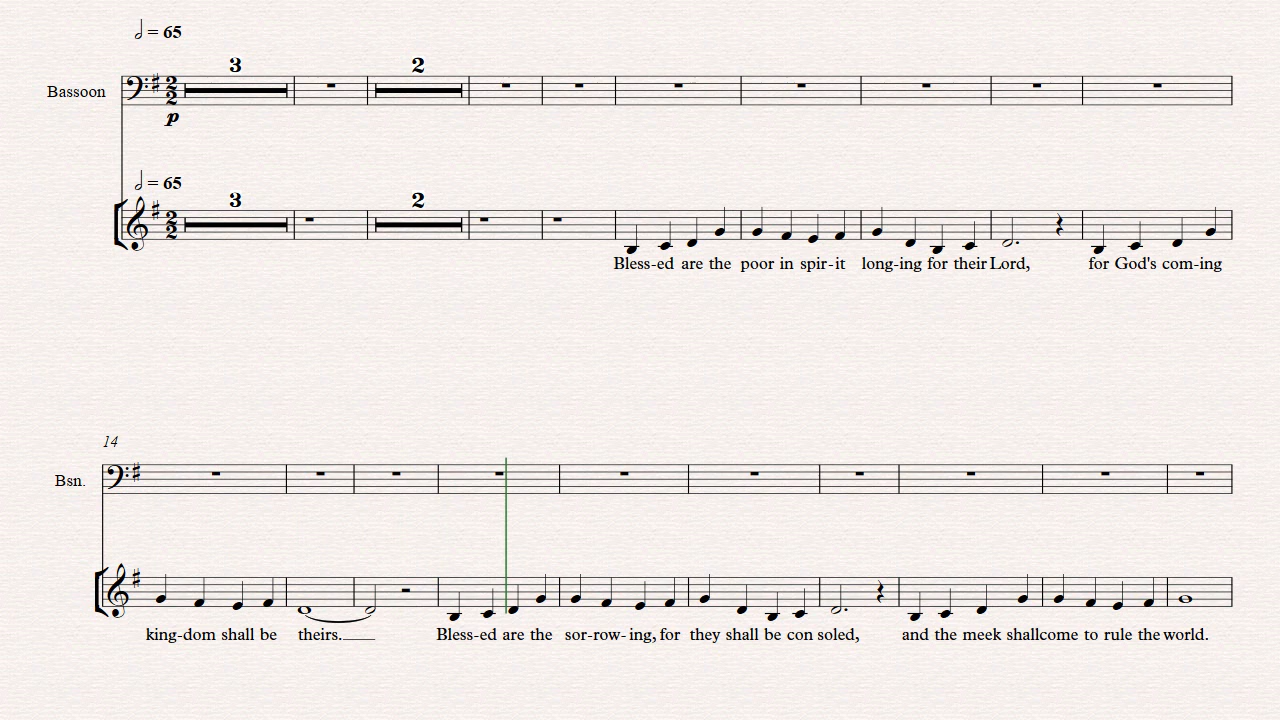 = 65
3 2
Bassoon
p
= 65
3 2
Bless-ed are the poor in spir-it long-ing for their Lord, for God's com-ing
14
Bsn.
king-dom shall be theirs. Bless-ed are the sor-row-ing, for they shall be con soled, and the meek shallcome to rule the world.